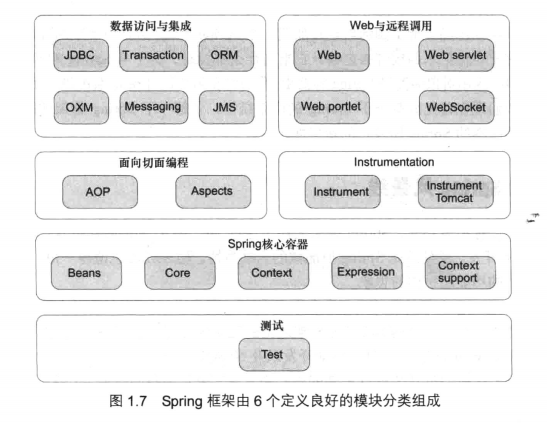 数据访问与集成
JDBC
Transaction
ORM
OXM
Messaging
JMS
Web与远程调用
Web
Web servlet
Web portlet
WebSocket
面向切面编程
AOP
Aspects
Instrumentation
Instrument
Instrument
Tomcat
Spring核心容器
Beans
Core
Context
Expression
Context
support
测试
Test
图 1.7 Spring 框架由 6 个定义良好的模块分类组成